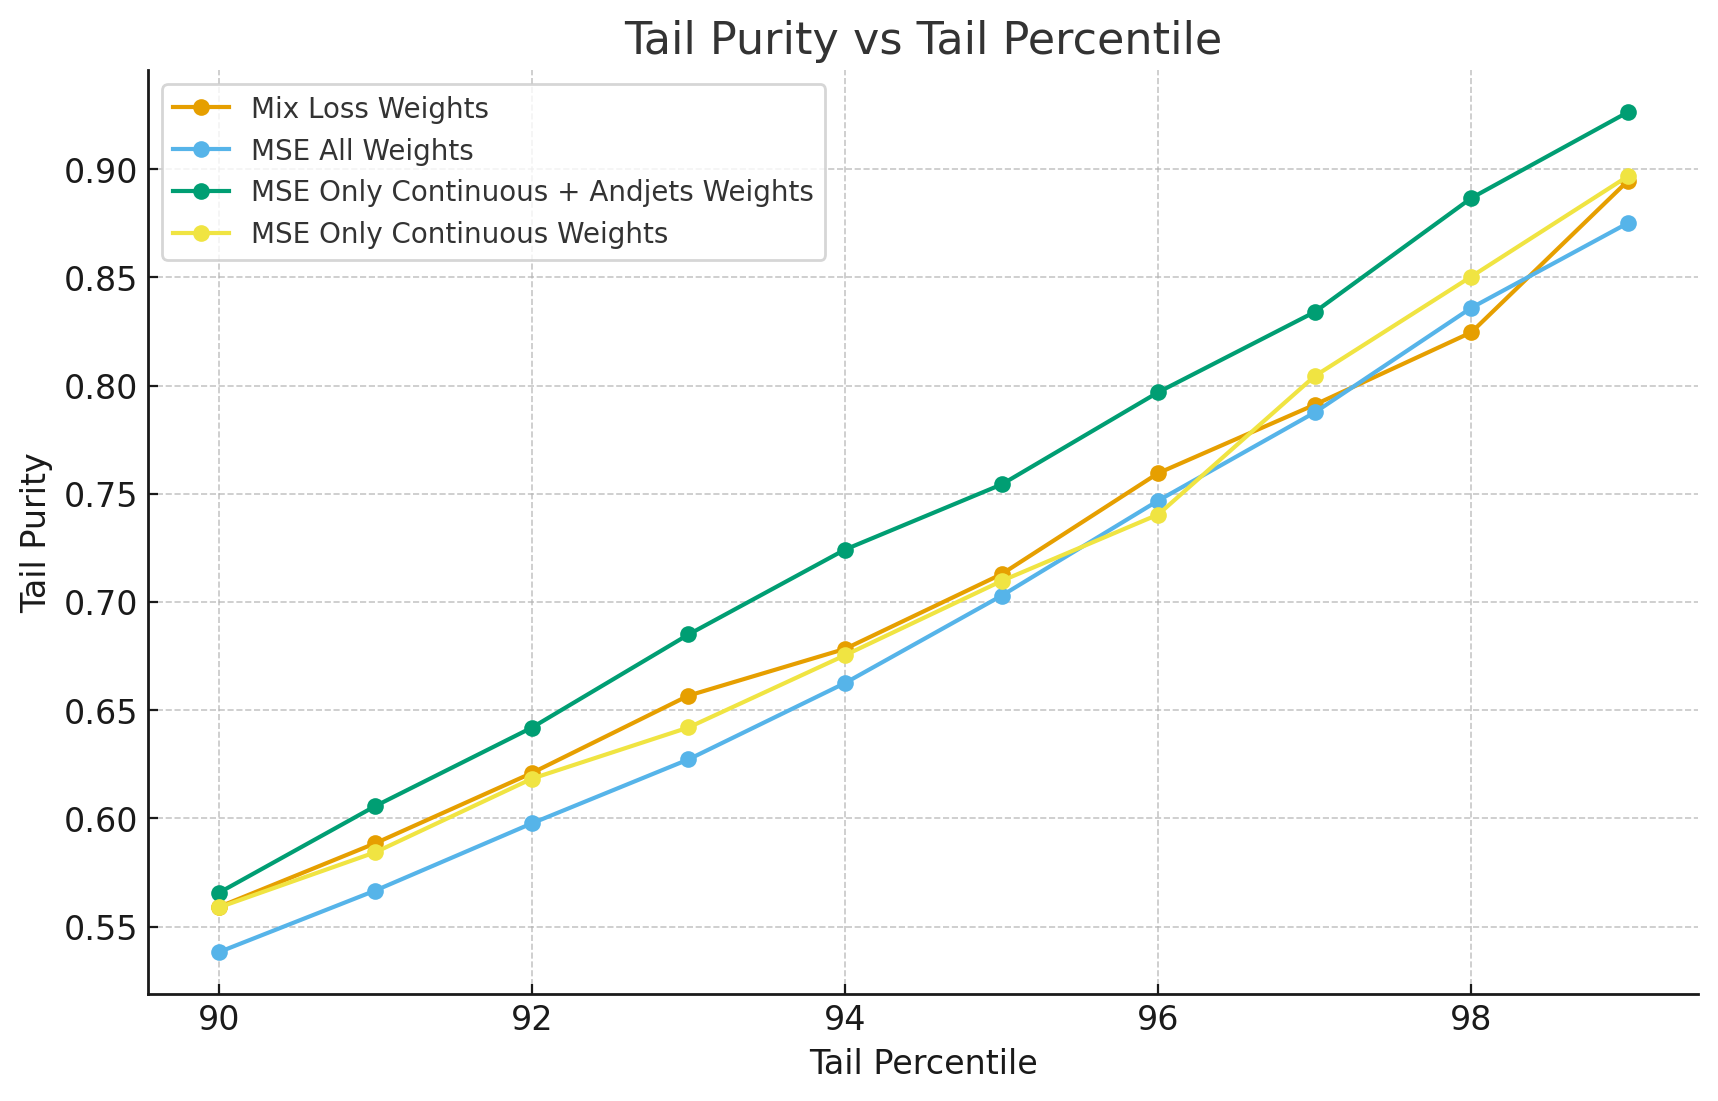 Tail Purity vs Tail Percentile
Mix Loss Weights
MSE All Weights
MSE Only Continuous + Andjets Weights
MSE Only Continuous Weights
Tail Purity
0.90
0.85
0.80
0.75
0.70
0.65
0.60
0.55
90 92 94 96 98
Tail Percentile